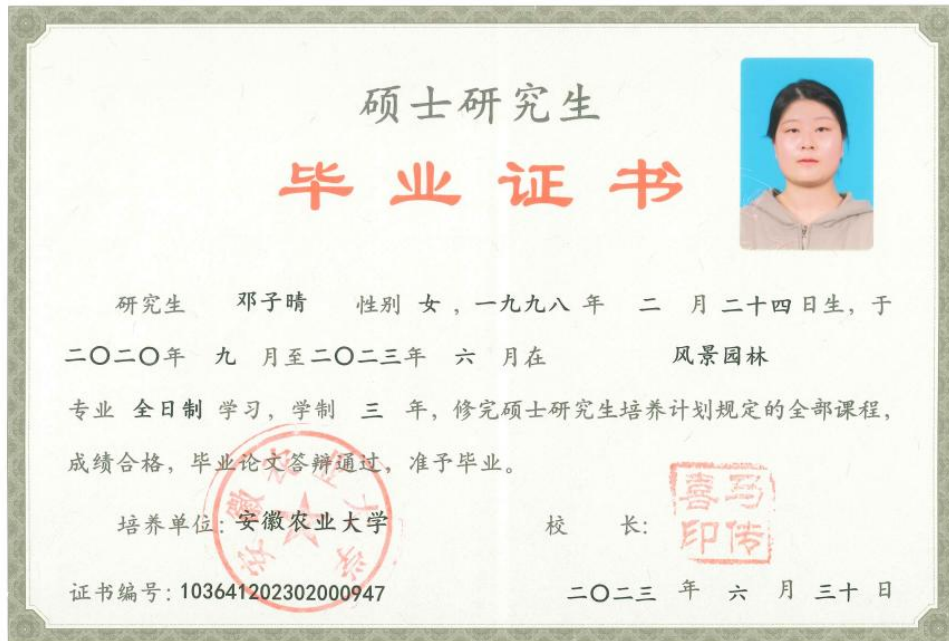 硕士研究生
毕业证书
研究生 邓子晴 性别 女，一九九八 年 二 月 二十四日生，于
二〇二〇年 九 月至二〇二三年 六 月在 风景园林
专业 全日制 学习，学制 三 年，修完硕士研究生培养计划规定的全部课程，
成绩合格，毕业论文答辩通过，准予毕业。
培养单位：安徽农业大学 校 长：
安徽农业大学
喜马
印传
证书编号：103641202302000947 二〇二三 年 六 月 三十 日